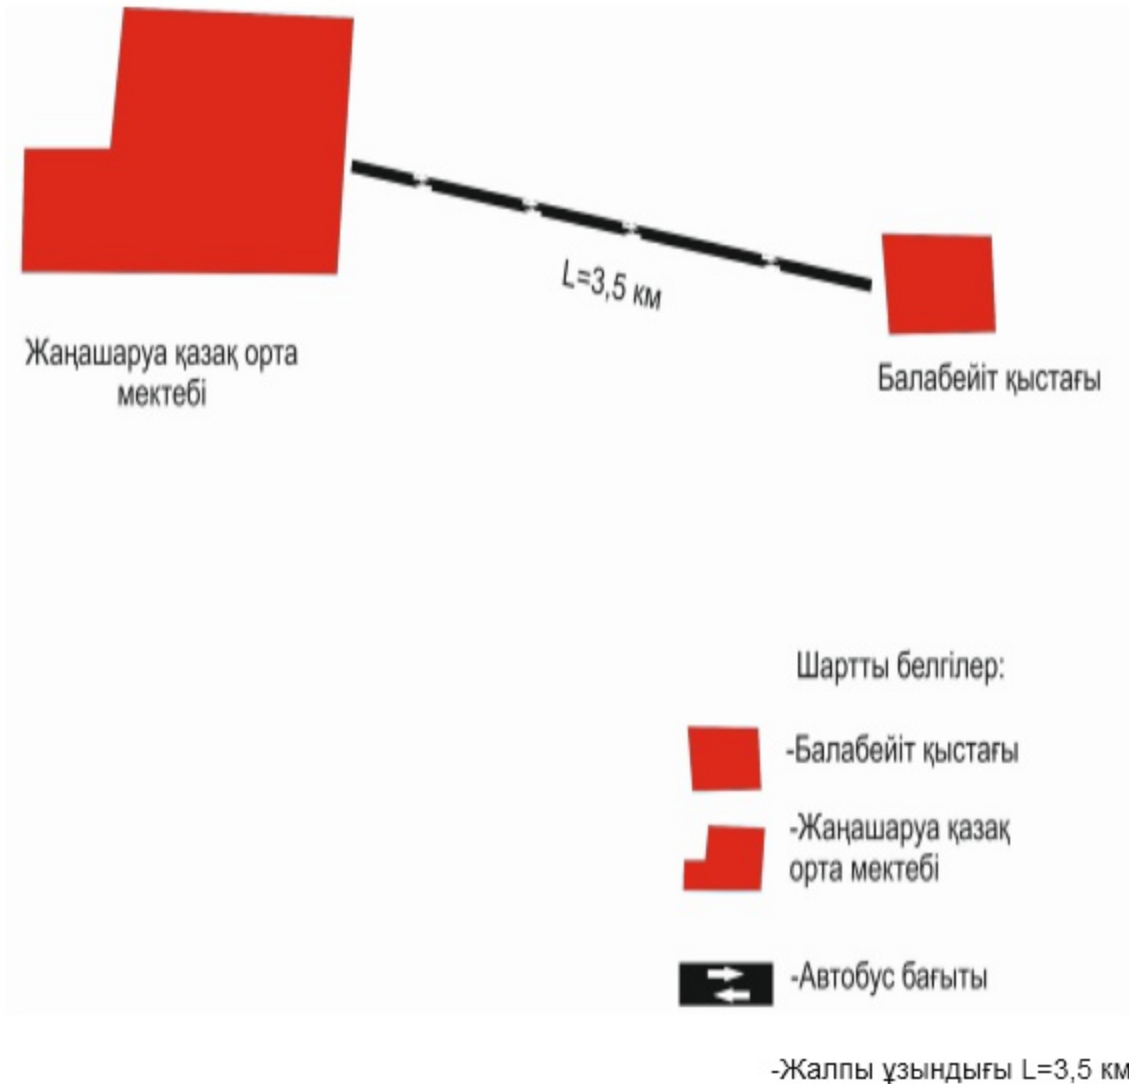 L=3,5 км
Жаңашаруа қазақ орта
мектебі
Балабейіт қыстағы
Шартты белгілер:
-Балабейіт қыстағы
-Жаңашаруа қазақ
орта мектебі
-Автобус бағыты
-Жалпы ұзындығы L=3,5 км